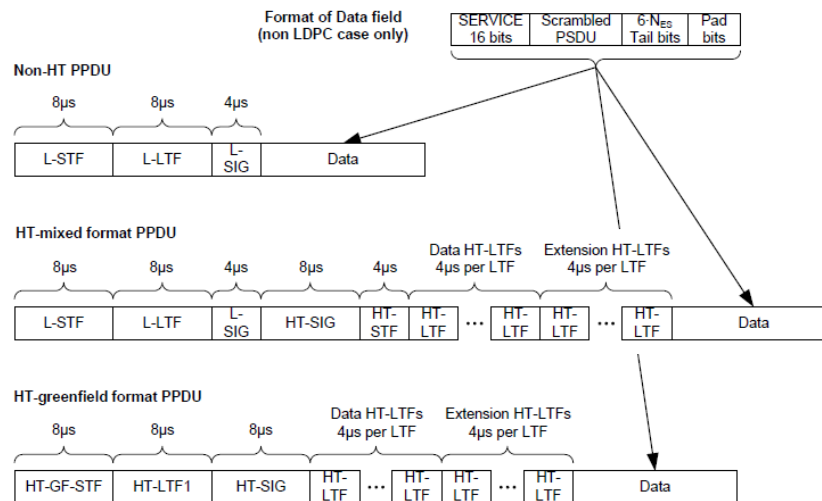 Format of Data field
(non LDPC case only)
SERVICE
16 bits
Scrambled
PSDU
6·NES
Tail bits
Pad
bits
Non-HT PPDU
8µs
8µs
4µs
L-STF
L-LTF
L-
SIG
Data
HT-mixed format PPDU
Data HT-LTFs
4µs per LTF
Extension HT-LTFs
4µs per LTF
8µs
8µs
4µs
8µs
4µs
L-STF
L-LTF
L-
SIG
HT-SIG
HT-
STF
HT-
LTF
...
HT-
LTF
HT-
LTF
...
HT-
LTF
Data
HT-greenfield format PPDU
Data HT-LTFs
4µs per LTF
Extension HT-LTFs
4µs per LTF
8µs
8µs
8µs
HT-GF-STF
HT-LTF1
HT-SIG
HT-
LTF
...
HT-
LTF
HT-
LTF
...
HT-
LTF
Data